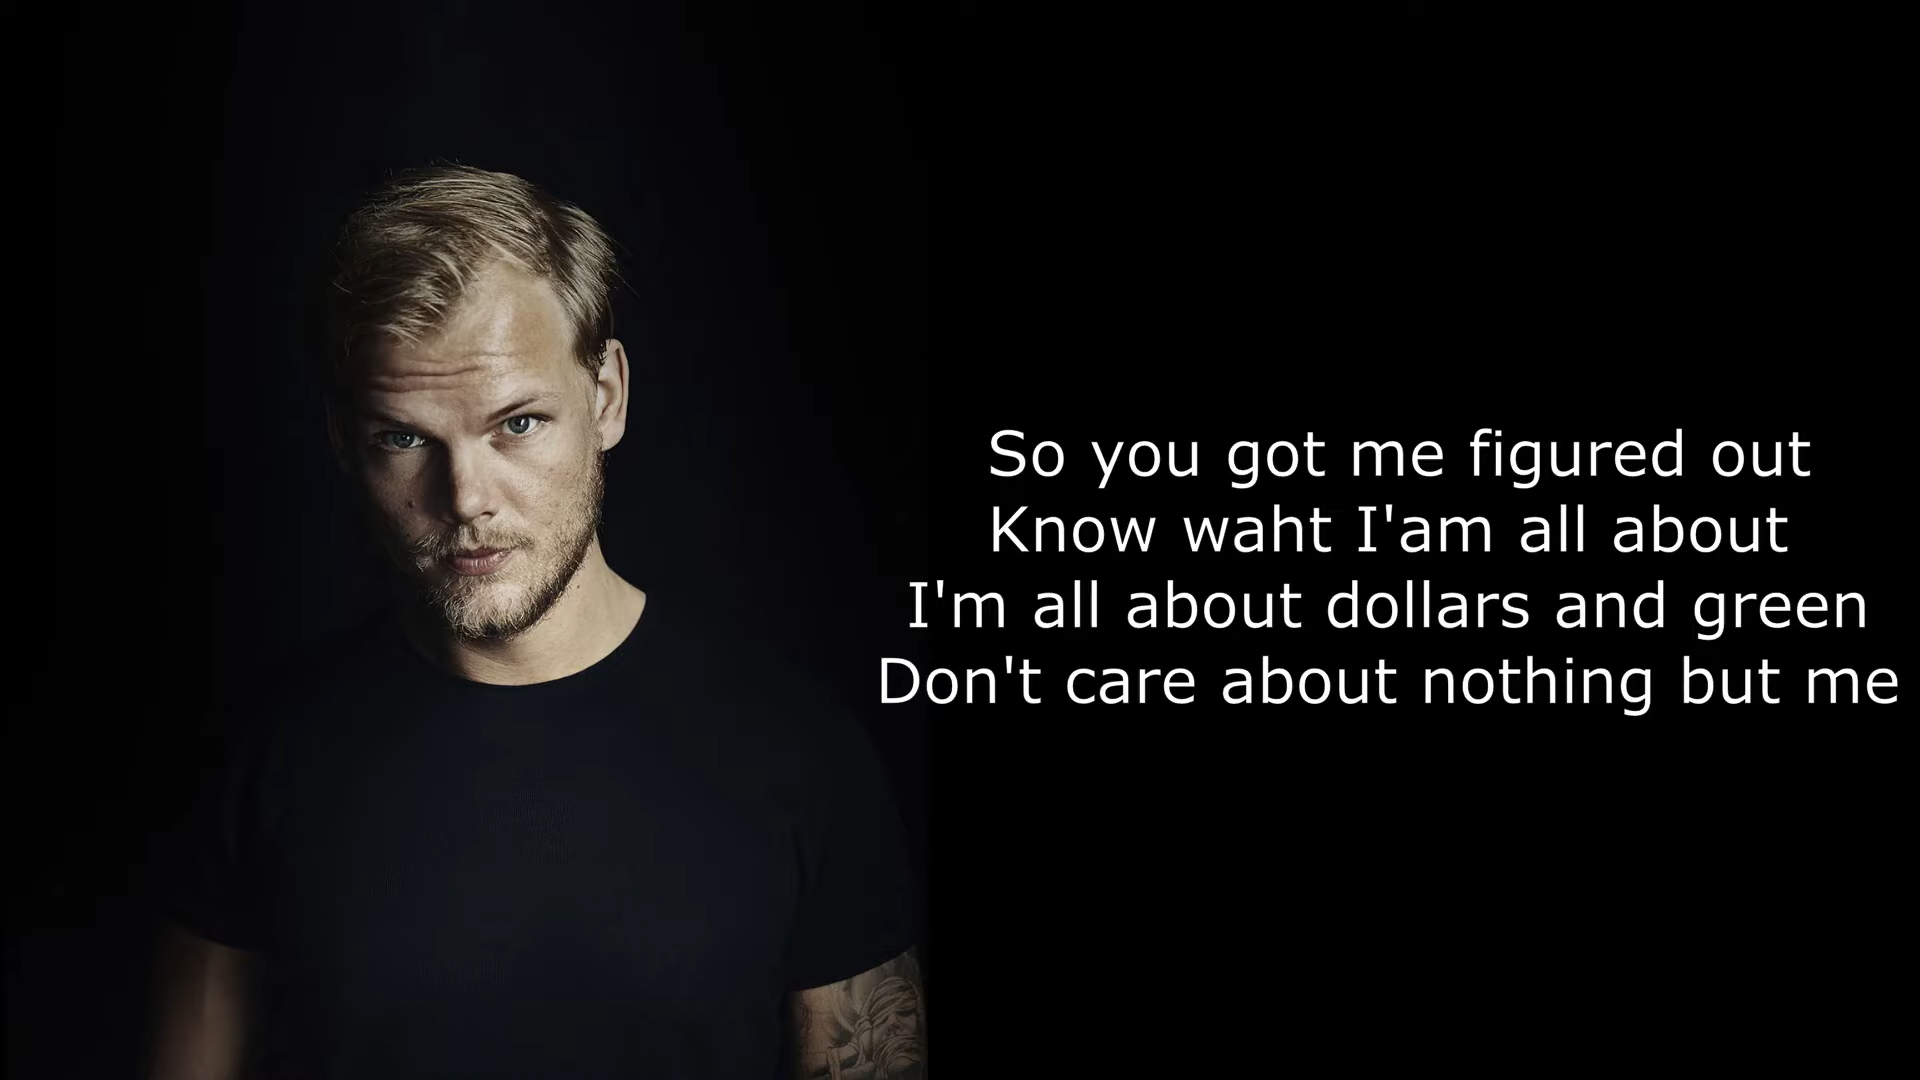 So you got me figured out
Know waht I'am all about
I'm all about dollars and green
Don't care about nothing but me